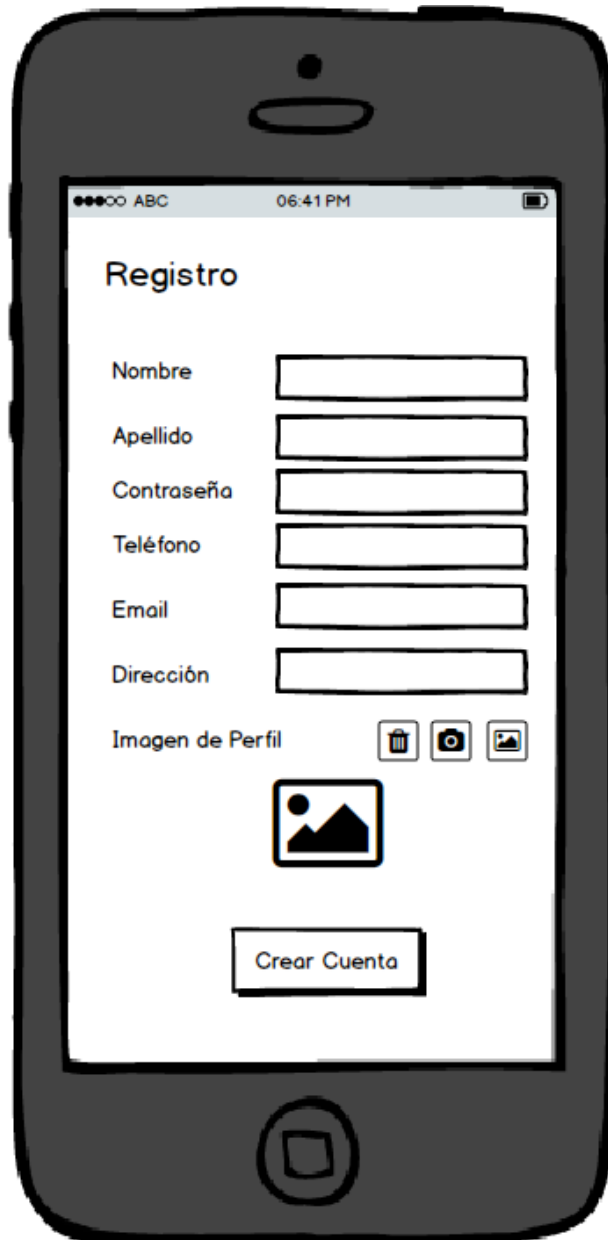 ABC 06:41 PM
Registro
Nombre
Apellido
Contraseña
Teléfono
Email
Dirección
Imagen de Perfil
Crear Cuenta